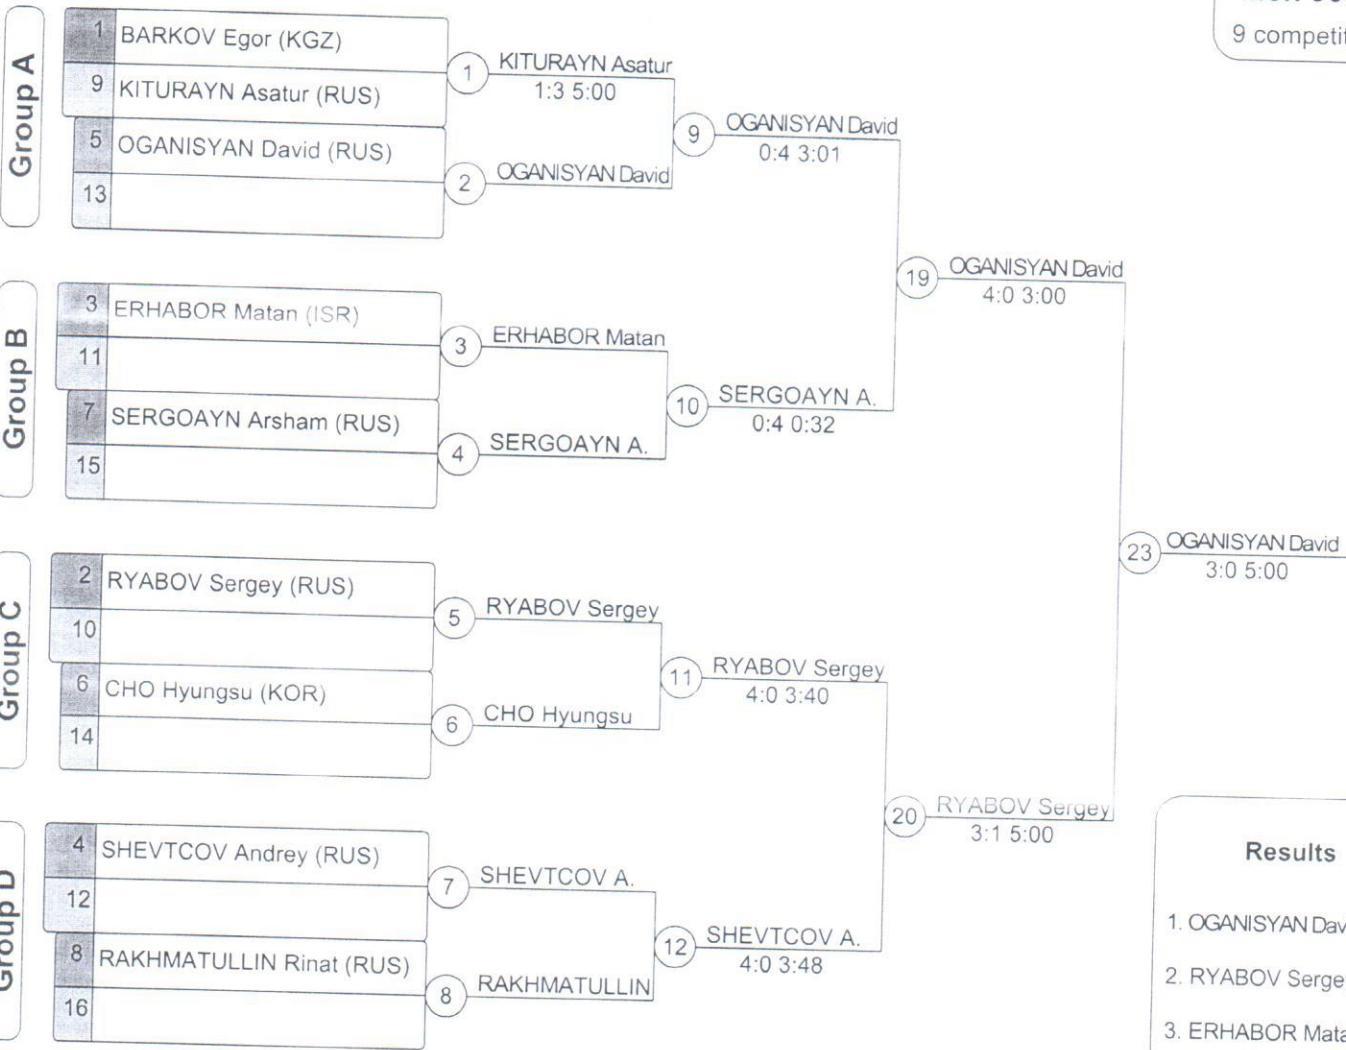 9
Group A
1 BARKOV Egor (KGZ)
9 KITURAYN Asatur (RUS)
5 OGANISYAN David (RUS)
13
1 KITURAYN Asatur
1:3 5:00
2 OGANISYAN David
9 OGANISYAN David
0:4 3:01
Group B
3 ERHABOR Matan (ISR)
11
7 SERGOAYN Arsham (RUS)
15
3 ERHABOR Matan
4 SERGOAYN A.
10 SERGOAYN A.
0:4 0:32
19 OGANISYAN David
4:0 3:00
Group C
2 RYABOV Sergey (RUS)
10
6 CHO Hyungsu (KOR)
14
5 RYABOV Sergey
6 CHO Hyungsu
11 RYABOV Sergey
4:0 3:40
Group D
4 SHEVTCOV Andrey (RUS)
12
8 RAKHMATULLIN Rinat (RUS)
16
7 SHEVTCOV A.
8 RAKHMATULLIN
12 SHEVTCOV A.
4:0 3:48
20 RYABOV Sergey
3:1 5:00
23 OGANISYAN David
3:0 5:00
Results
1. OGANISYAN Dav
2. RYABOV Serge
3. ERHABOR Mata